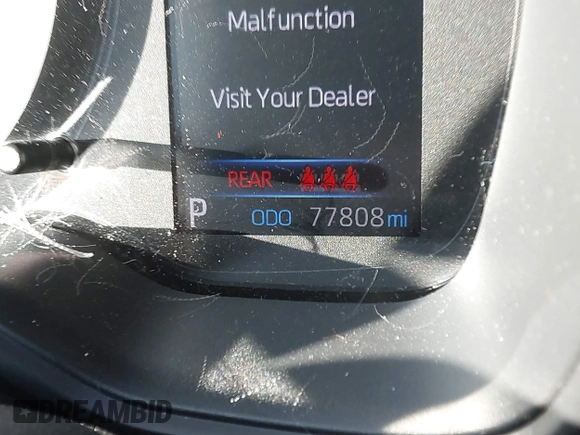 Malfunction
Visit Your Dealer
REAR
P ODO 77808 mi
DREAMBID